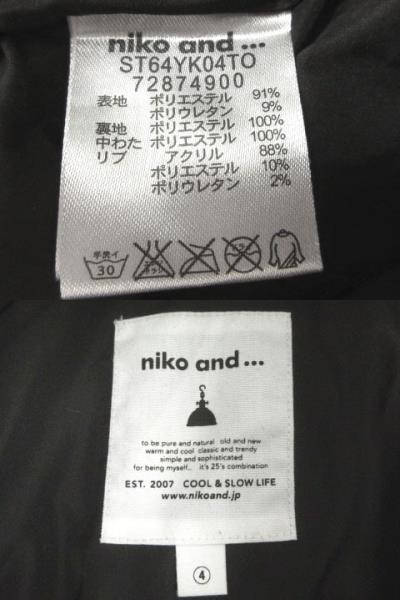 niko and ...
ST64YK04TO
72874900
表地 ポリエステル 91%
ポリウレタン 9%
裏地 ポリエステル 100%
中わた ポリエステル 100%
リブ アクリル 88%
ポリエステル 10%
ポリウレタン 2%
手洗イ
30
niko and ...
to be pure and natural old and new
warm and cool classic and trendy
simple and sophisticated
for being myself... it's 25's combination
EST. 2007 COOL & SLOW LIFE
www.nikoand.jp
④